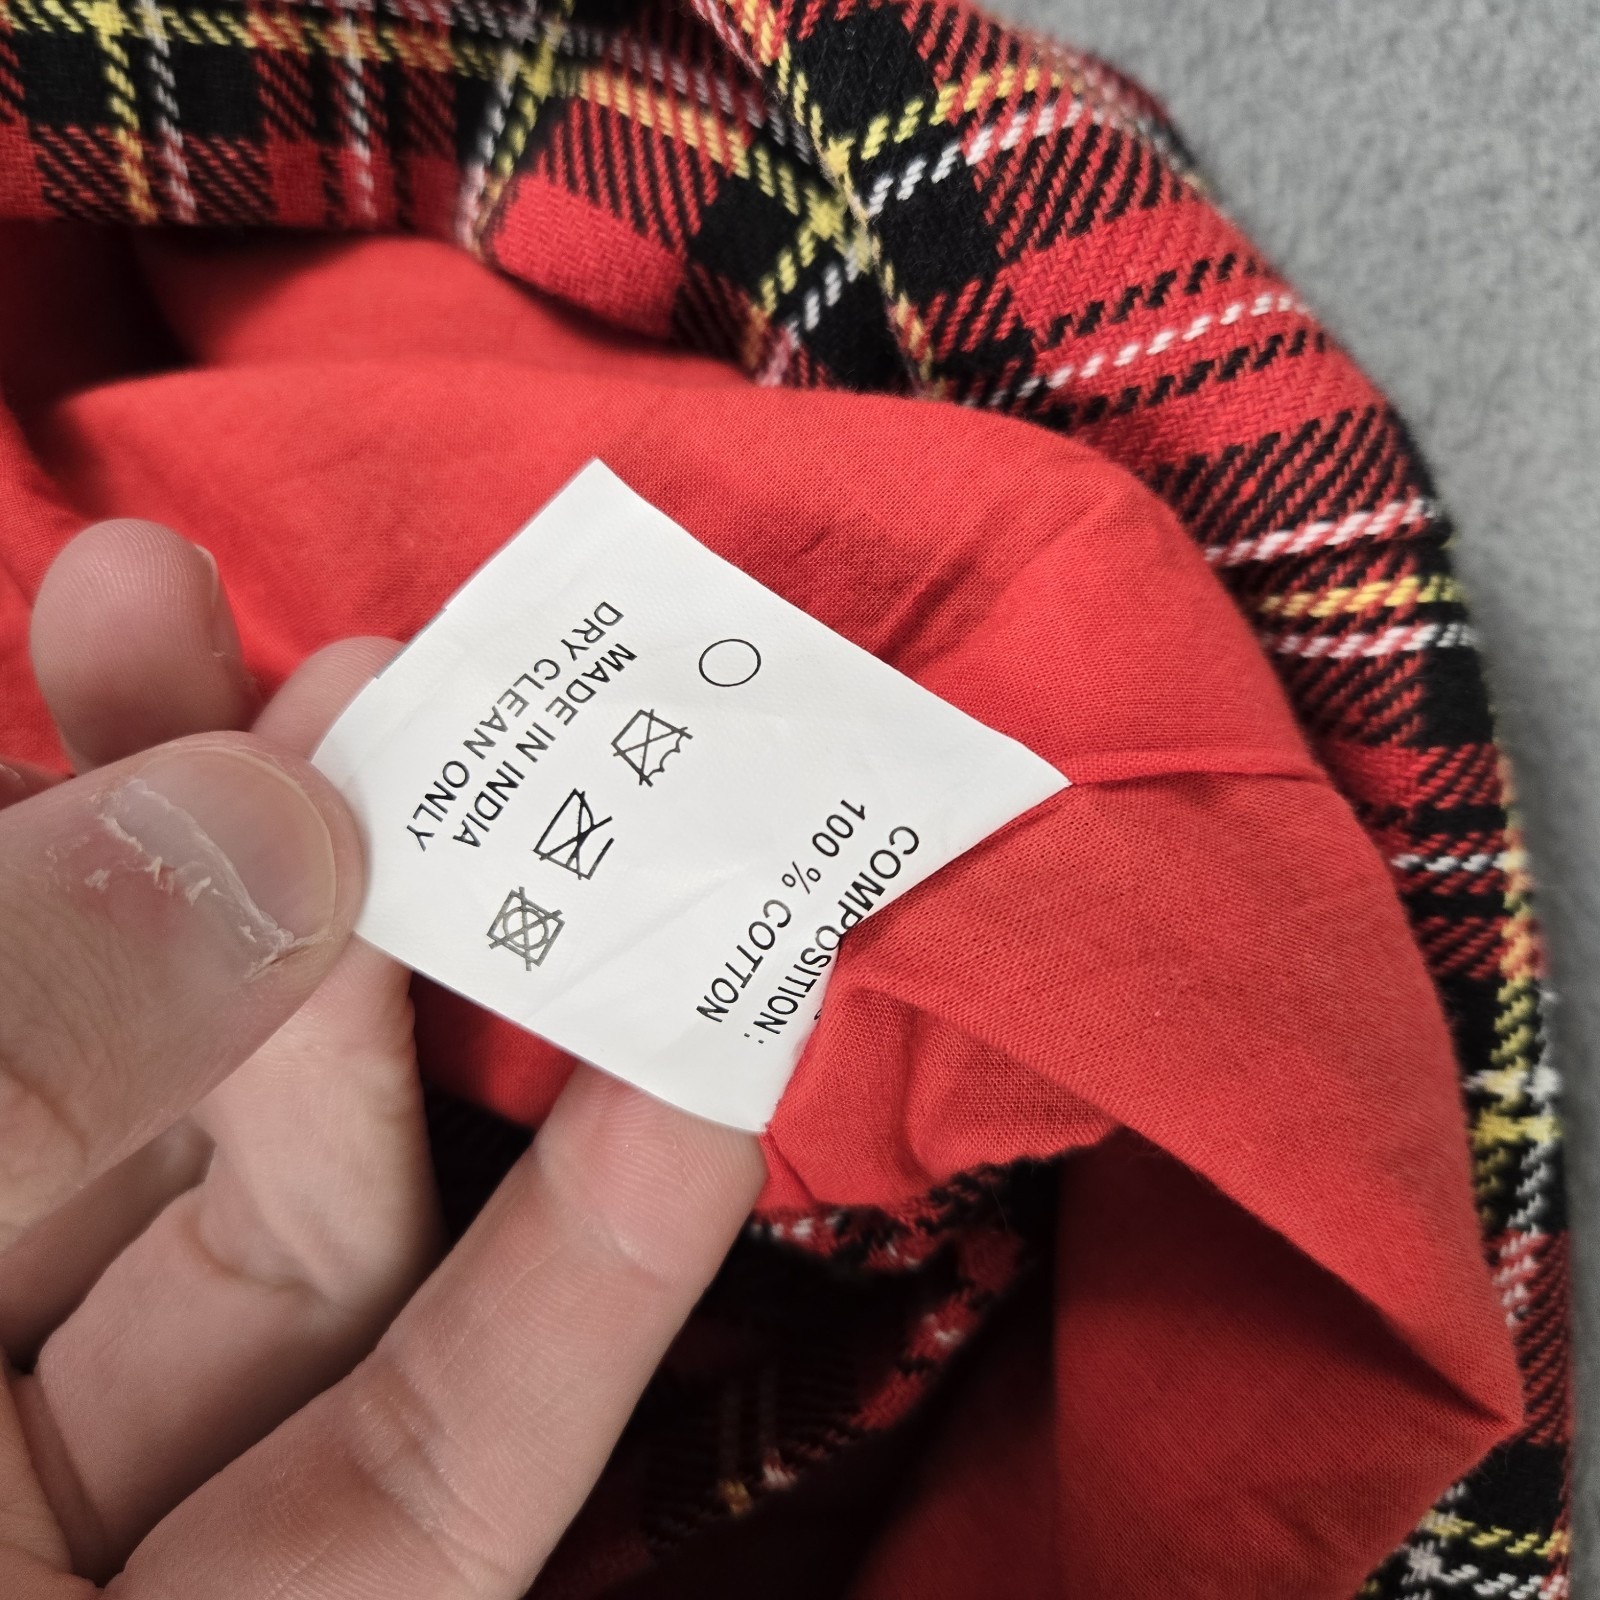 COMPOSITION:
100 % COTTON
MADE IN INDIA
DRY CLEAN ONLY